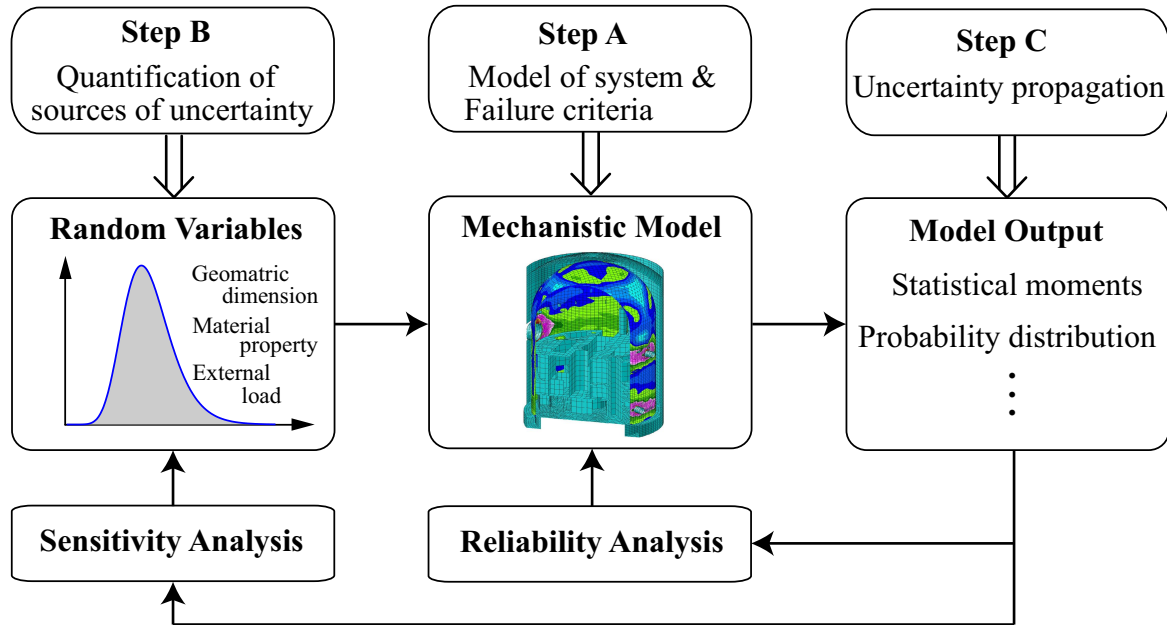 Step B
Quantification of
sources of uncertainty
Step A
Model of system &
Failure criteria
Step C
Uncertainty propagation
Random Variables
Geomatric
dimension
Material
property
External
load
Mechanistic Model
Model Output
Statistical moments
Probability distribution
Sensitivity Analysis
Reliability Analysis